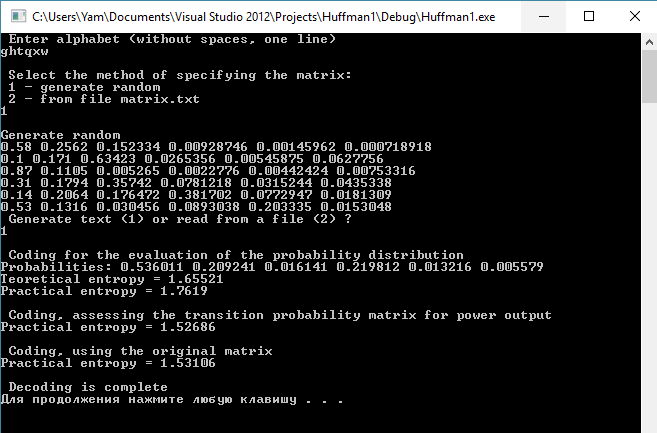 C:\Users\Yam\Documents\Visual Studio 2012\Projects\Huffman1\Debug\Huffman1.exe
Enter alphabet (without spaces, one line)
ghtqxw
Select the method of specifying the matrix:
1 - generate random
2 - from file matrix.txt
1
Generate random
0.58 0.2562 0.152334 0.00928746 0.00145962 0.000718918
0.1 0.171 0.63423 0.0265356 0.00545875 0.0627756
0.87 0.1105 0.005265 0.0022776 0.00442424 0.00753316
0.31 0.1794 0.35742 0.0781218 0.0315244 0.0435338
0.14 0.2064 0.176472 0.381702 0.0772947 0.0181309
0.53 0.1316 0.030456 0.0893038 0.203335 0.0153048
Generate text (1) or read from a file (2) ?
1
Coding for the evaluation of the probability distribution
Probabilities: 0.536011 0.209241 0.016141 0.219812 0.013216 0.005579
Teoretical entropy = 1.65521
Practical entropy = 1.7619
Coding, assessing the transition probability matrix for power output
Practical entropy = 1.52686
Coding, using the original matrix
Practical entropy = 1.53106
Decoding is complete
Для продолжения нажмите любую клавишу . . .